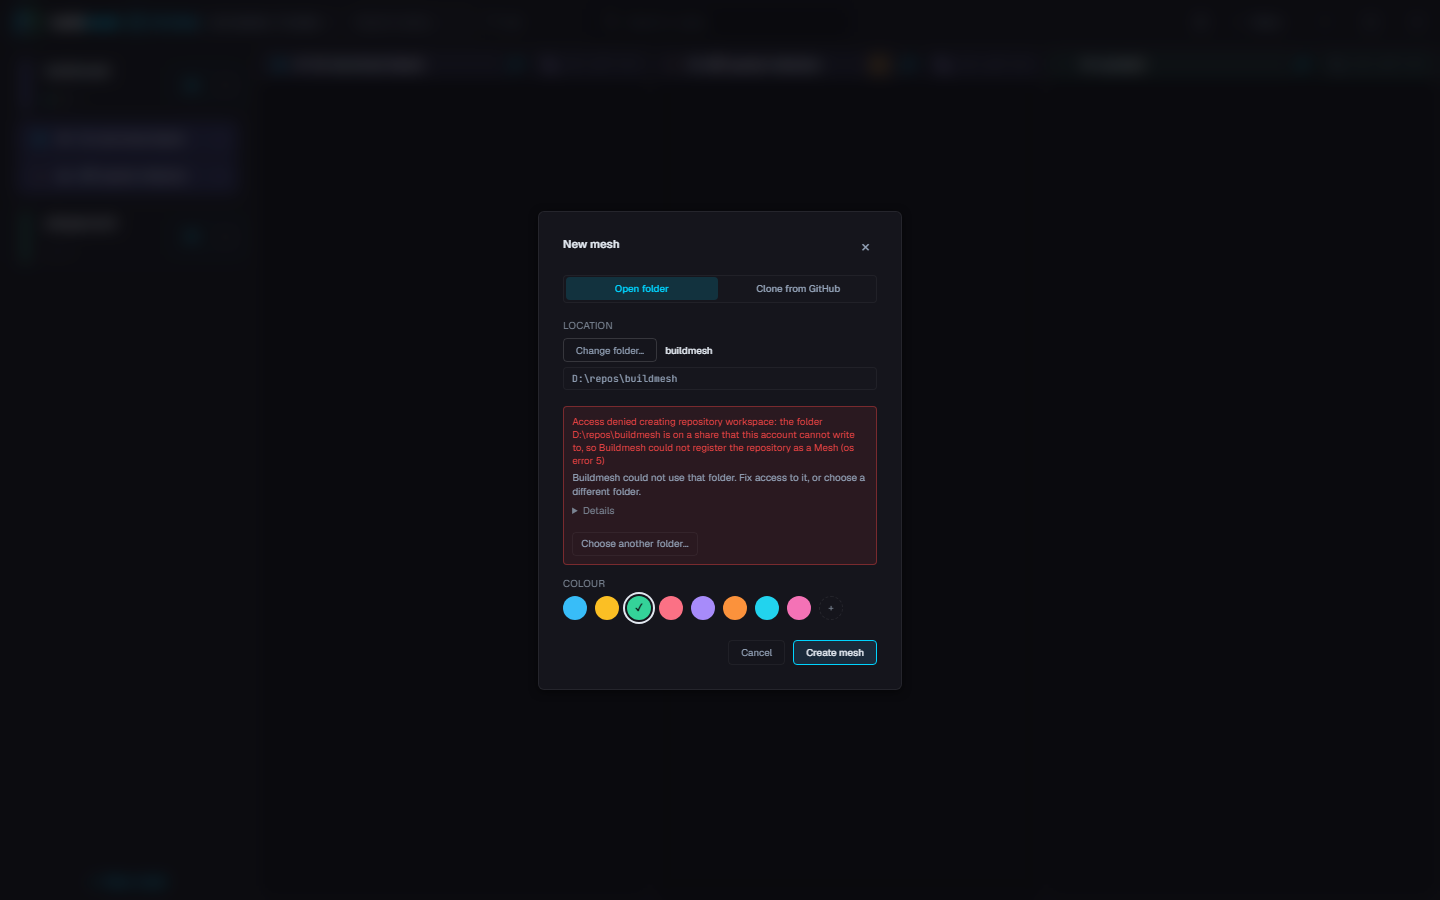 New mesh
×
Open folder
Clone from GitHub
LOCATION
Change folder...
buildmesh
D:\repos\buildmesh
Access denied creating repository workspace: the folder
D:\repos\buildmesh is on a share that this account cannot write
to, so Buildmesh could not register the repository as a Mesh (os
error 5)
Buildmesh could not use that folder. Fix access to it, or choose a
different folder.
▶ Details
Choose another folder...
COLOUR
✓
+
Cancel
Create mesh